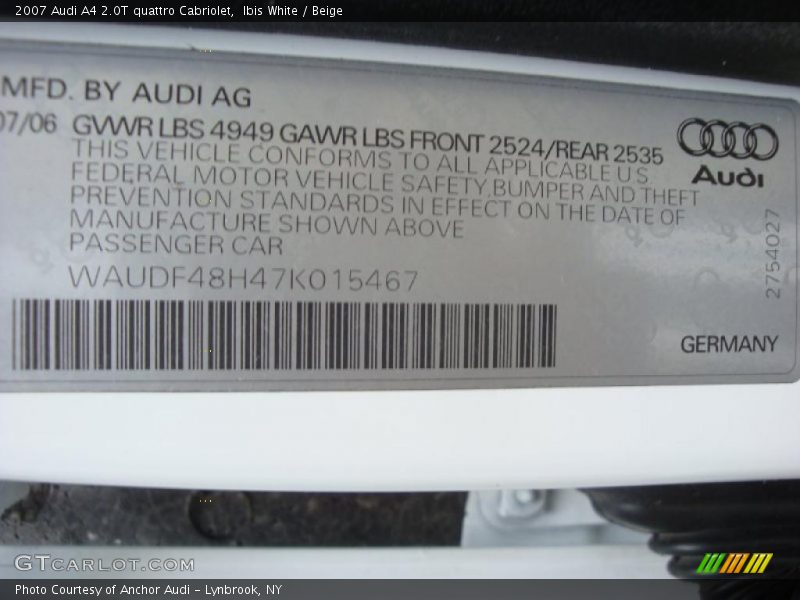 2007 Audi A4 2.0T quattro Cabriolet, Ibis White / Beige
MFD. BY AUDI AG
07/06 GVWR LBS 4949 GAWR LBS FRONT 2524/REAR 2535
THIS VEHICLE CONFORMS TO ALL APPLICABLE U S
FEDERAL MOTOR VEHICLE SAFETY, BUMPER AND THEFT
PREVENTION STANDARDS IN EFFECT ON THE DATE OF
MANUFACTURE SHOWN ABOVE
PASSENGER CAR
WAUDF48H47K015467
Audi
2754027
GERMANY
GTCARLOT.COM
Photo Courtesy of Anchor Audi - Lynbrook, NY